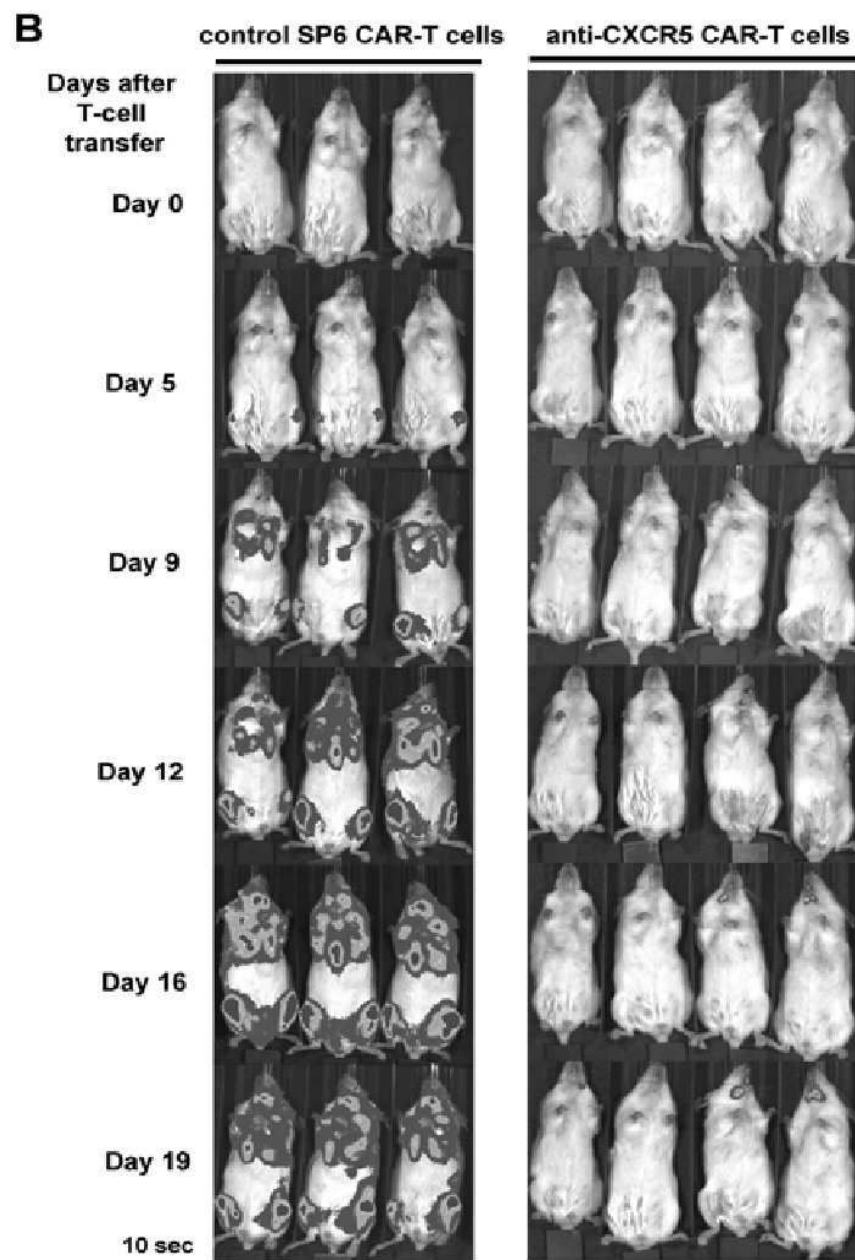 B
control SP6 CAR-T cells
anti-CXCR5 CAR-T cells
Days after
T-cell
transfer
Day 0
Day 5
Day 9
Day 12
Day 16
Day 19
10 sec